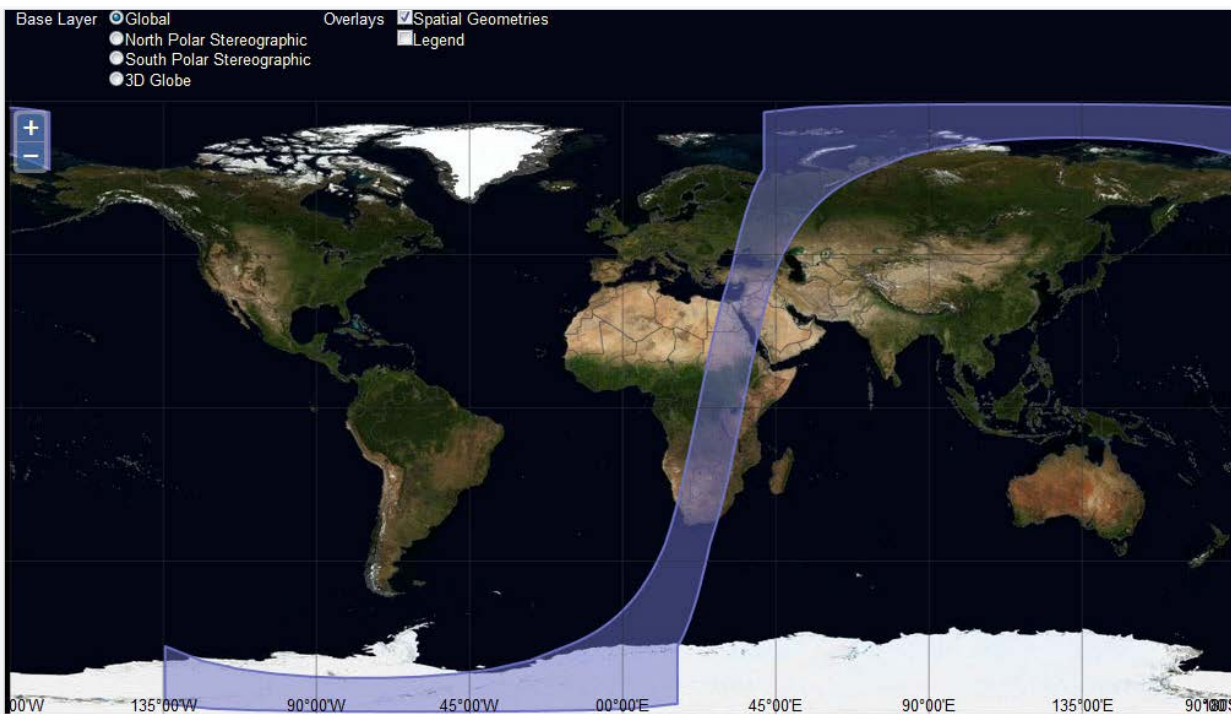 Base Layer Global Overlays Spatial Geometries
North Polar Stereographic Legend
South Polar Stereographic
3D Globe
+
−
00'W 135°00'W 90°00'W 45°00'W 00°00'E 45°00'E 90°00'E 135°00'E